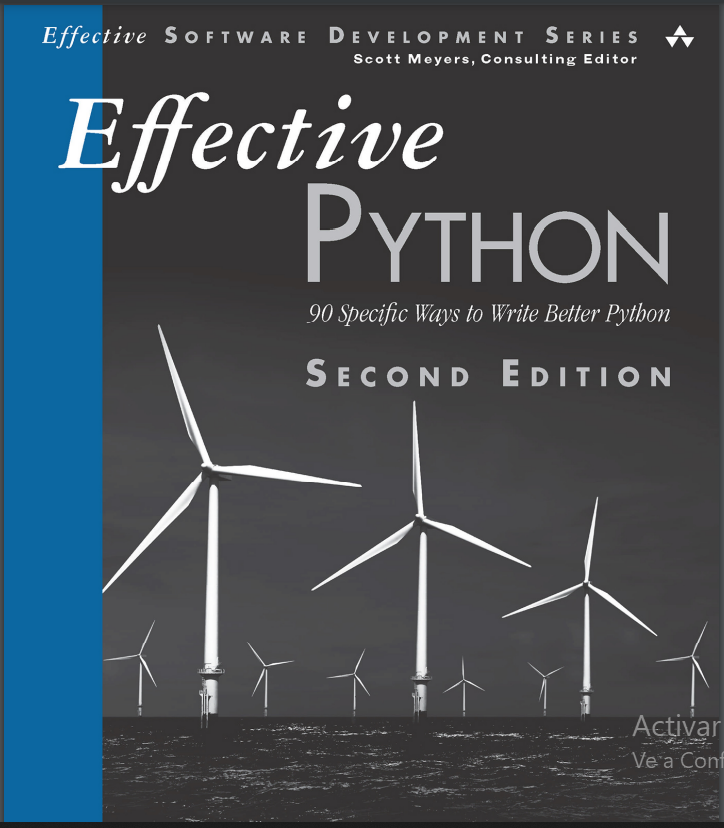 Effective SOFTWARE DEVELOPMENT SERIES
Scott Meyers, Consulting Editor
Effective
PYTHON
90 Specific Ways to Write Better Python
SECOND EDITION
Activar
Ve a Conf